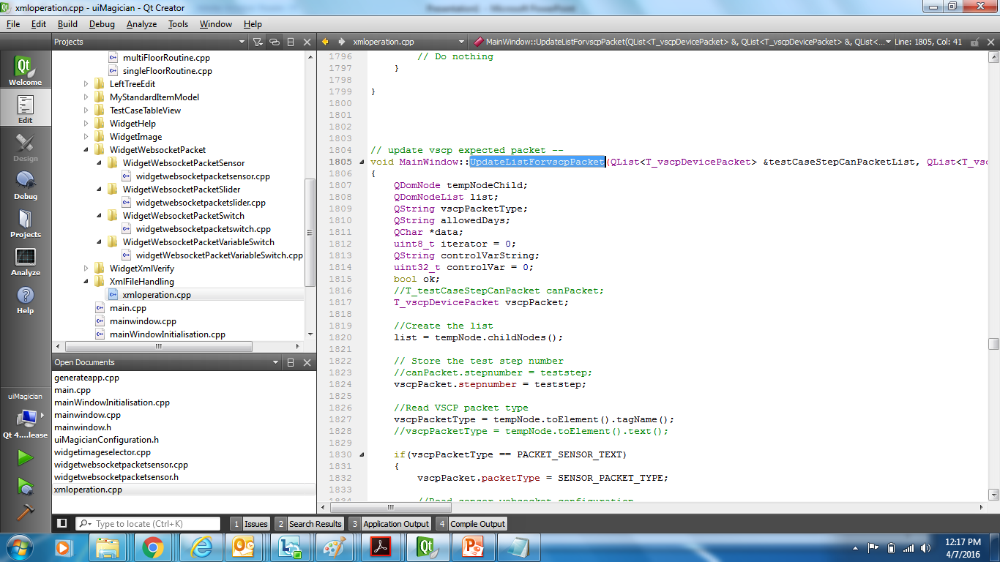 xmloperation.cpp - uiMagician - Qt Creator
File Edit Build Debug Analyze Tools Window Help
Projects
xmloperation.cpp
MainWindow::UpdateListForvscpPacket(QList<T_vscpDevicePacket> &, QList<T_vscpDevicePacket> &, QList<... Line: 1805, Col: 41
Welcome
Edit
Design
Debug
Projects
Analyze
Help
uiMagician
Qt 4....lease
multiFloorRoutine.cpp
singleFloorRoutine.cpp
LeftTreeEdit
MyStandardItemModel
TestCaseTableView
WidgetHelp
WidgetImage
WidgetWebsocketPacket
WidgetWebsocketPacketSensor
widgetwebsocketpacketsensor.cpp
WidgetWebsocketPacketSlider
widgetwebsocketpacketslider.cpp
WidgetWebsocketPacketSwitch
widgetwebsocketpacketswitch.cpp
WidgetWebsocketPacketVariableSwitch
widgetWebsocketPacketVariableSwitch.cpp
WidgetXmlVerify
XmlFileHandling
xmloperation.cpp
main.cpp
mainwindow.cpp
mainWindowInitialisation.cpp
Open Documents
generateapp.cpp
main.cpp
mainWindowInitialisation.cpp
mainwindow.cpp
mainwindow.h
uiMagicianConfiguration.h
widgetimageselector.cpp
widgetwebsocketpacketsensor.cpp
widgetwebsocketpacketsensor.h
xmloperation.cpp
1796 // Do nothing
1797 }
1798
1799 }
1800
1801
1802
1803
1804 // update vscp expected packet --
1805 void MainWindow::UpdateListForvscpPacket(QList<T_vscpDevicePacket> &testCaseStepCanPacketList, QList<T_vsc
1806 {
1807 QDomNode tempNodeChild;
1808 QDomNodeList list;
1809 QString vscpPacketType;
1810 QString allowedDays;
1811 QChar *data;
1812 uint8_t iterator = 0;
1813 QString controlVarString;
1814 uint32_t controlVar = 0;
1815 bool ok;
1816 //T_testCaseStepCanPacket canPacket;
1817 T_vscpDevicePacket vscpPacket;
1818
1819 //Create the list
1820 list = tempNode.childNodes();
1821
1822 // Store the test step number
1823 //canPacket.stepnumber = teststep;
1824 vscpPacket.stepnumber = teststep;
1825
1826 //Read VSCP packet type
1827 vscpPacketType = tempNode.toElement().tagName();
1828 //vscpPacketType = tempNode.toElement().text();
1829
1830 if(vscpPacketType == PACKET_SENSOR_TEXT)
1831 {
1832 vscpPacket.packetType = SENSOR_PACKET_TYPE;
1833
1834 //Read sensor websocket configuration
Type to locate (Ctrl+K) 1 Issues 2 Search Results 3 Application Output 4 Compile Output
12:17 PM
4/7/2016